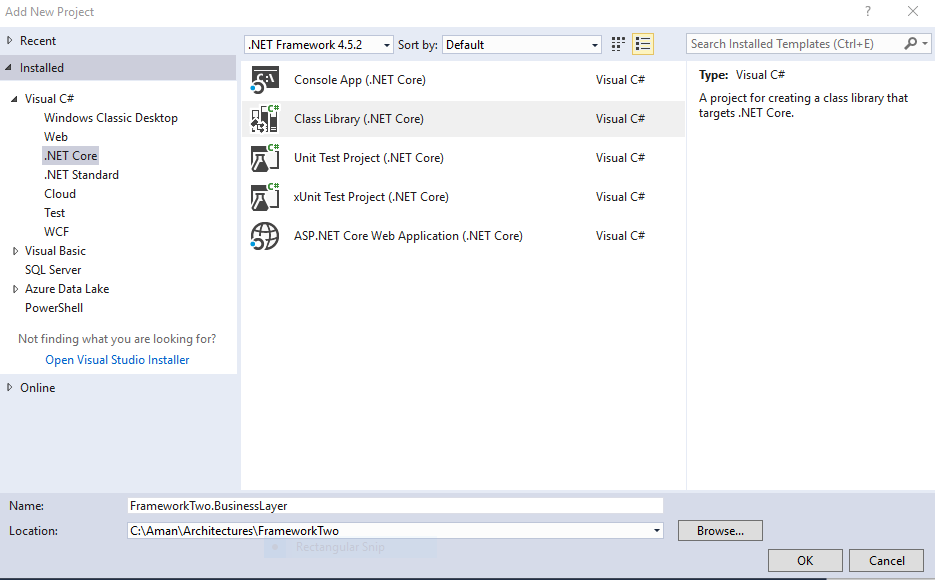 Add New Project
?
Recent
.NET Framework 4.5.2 Sort by: Default
Search Installed Templates (Ctrl+E)
Installed
Visual C#
Windows Classic Desktop
Web
.NET Core
.NET Standard
Cloud
Test
WCF
Visual Basic
SQL Server
Azure Data Lake
PowerShell
Not finding what you are looking for?
Open Visual Studio Installer
Online
Console App (.NET Core) Visual C#
C#
Class Library (.NET Core) Visual C#
C#
Unit Test Project (.NET Core) Visual C#
C#
xUnit Test Project (.NET Core) Visual C#
ASP.NET Core Web Application (.NET Core) Visual C#
Type: Visual C#
A project for creating a class library that
targets .NET Core.
Name: FrameworkTwo.BusinessLayer
Location: C:\Aman\Architectures\FrameworkTwo
Browse...
Rectangular Snip
OK Cancel